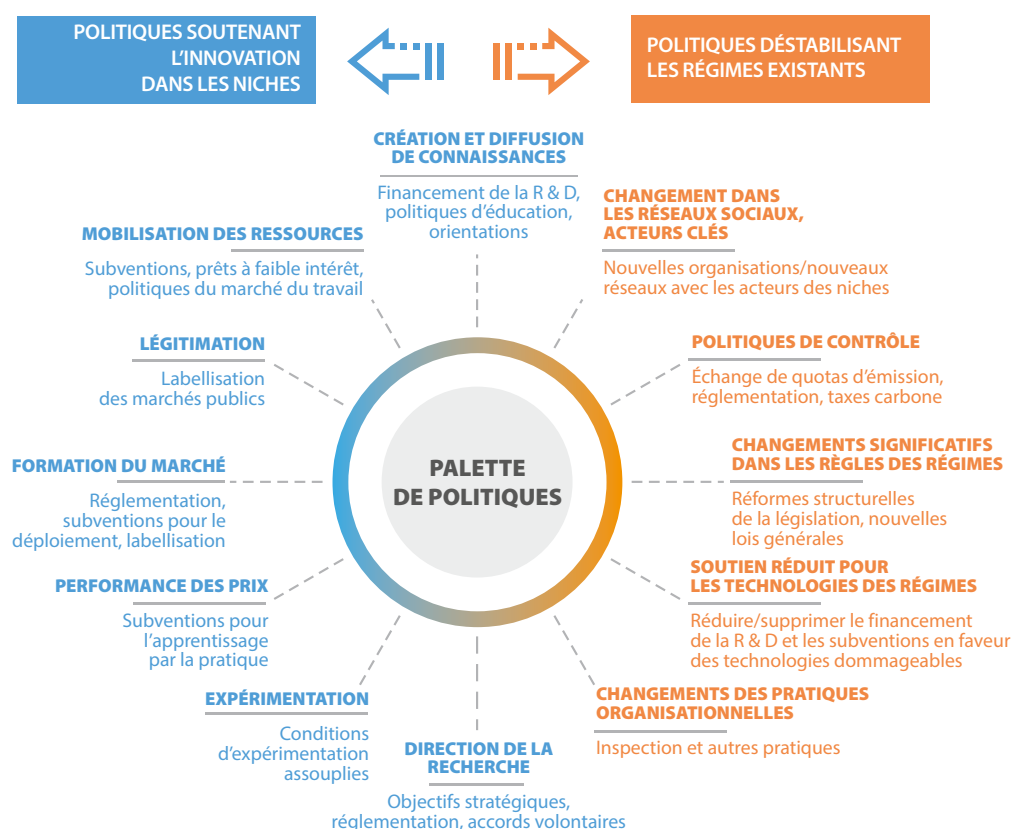 POLITIQUES SOUTENANT
L'INNOVATION
DANS LES NICHES
POLITIQUES DÉSTABILISANT
LES RÉGIMES EXISTANTS
CRÉATION ET DIFFUSION
DE CONNAISSANCES
Financement de la R & D,
politiques d'éducation,
orientations
CHANGEMENT DANS
LES RÉSEAUX SOCIAUX,
ACTEURS CLÉS
Nouvelles organisations/nouveaux
réseaux avec les acteurs des niches
MOBILISATION DES RESSOURCES
Subventions, prêts à faible intérêt,
politiques du marché du travail
LÉGITIMATION
Labellisation
des marchés publics
POLITIQUES DE CONTRÔLE
Échange de quotas d'émission,
réglementation, taxes carbone
FORMATION DU MARCHÉ
Réglementation,
subventions pour le
déploiement, labellisation
PALETTE
DE POLITIQUES
CHANGEMENTS SIGNIFICATIFS
DANS LES RÈGLES DES RÉGIMES
Réformes structurelles
de la législation, nouvelles
lois générales
PERFORMANCE DES PRIX
Subventions pour
l'apprentissage
par la pratique
SOUTIEN RÉDUIT POUR
LES TECHNOLOGIES DES RÉGIMES
Réduire/supprimer le financement
de la R & D et les subventions en faveur
des technologies dommageables
EXPÉRIMENTATION
Conditions
d'expérimentation
assouplies
CHANGEMENTS DES PRATIQUES
ORGANISATIONNELLES
Inspection et autres pratiques
DIRECTION DE LA
RECHERCHE
Objectifs stratégiques,
réglementation, accords volontaires